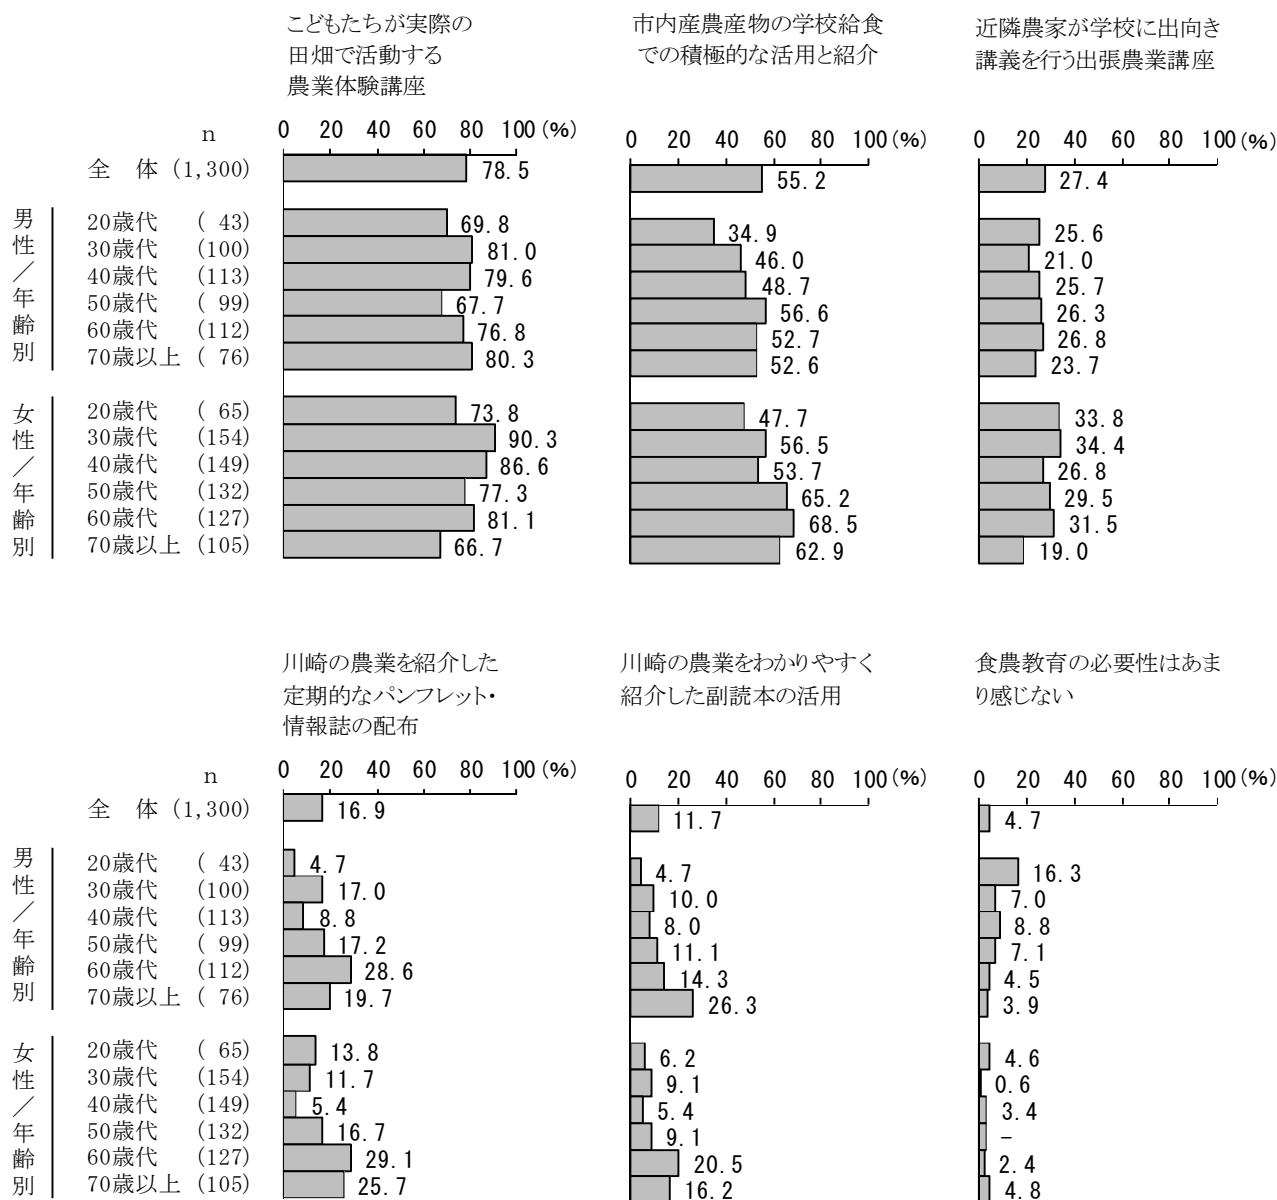 こどもたちが実際の
田畑で活動する
農業体験講座
市内産農産物の学校給食
での積極的な活用と紹介
近隣農家が学校に出向き
講義を行う出張農業講座
n 0 20 40 60 80 100(%) 0 20 40 60 80 100(%) 0 20 40 60 80 100(%)
全 体 (1,300) 78.5 55.2 27.4
男性／年齢別
20歳代 ( 43) 69.8 34.9 25.6
30歳代 (100) 81.0 46.0 21.0
40歳代 (113) 79.6 48.7 25.7
50歳代 ( 99) 67.7 56.6 26.3
60歳代 (112) 76.8 52.7 26.8
70歳以上 ( 76) 80.3 52.6 23.7
女性／年齢別
20歳代 ( 65) 73.8 47.7 33.8
30歳代 (154) 90.3 56.5 34.4
40歳代 (149) 86.6 53.7 26.8
50歳代 (132) 77.3 65.2 29.5
60歳代 (127) 81.1 68.5 31.5
70歳以上 (105) 66.7 62.9 19.0
川崎の農業を紹介した
定期的なパンフレット・
情報誌の配布
川崎の農業をわかりやすく
紹介した副読本の活用
食農教育の必要性はあま
り感じない
n 0 20 40 60 80 100(%) 0 20 40 60 80 100(%) 0 20 40 60 80 100(%)
全 体 (1,300) 16.9 11.7 4.7
男性／年齢別
20歳代 ( 43) 4.7 4.7 16.3
30歳代 (100) 17.0 10.0 7.0
40歳代 (113) 8.8 8.0 8.8
50歳代 ( 99) 17.2 11.1 7.1
60歳代 (112) 28.6 14.3 4.5
70歳以上 ( 76) 19.7 26.3 3.9
女性／年齢別
20歳代 ( 65) 13.8 6.2 4.6
30歳代 (154) 11.7 9.1 0.6
40歳代 (149) 5.4 5.4 3.4
50歳代 (132) 16.7 9.1 -
60歳代 (127) 29.1 20.5 2.4
70歳以上 (105) 25.7 16.2 4.8